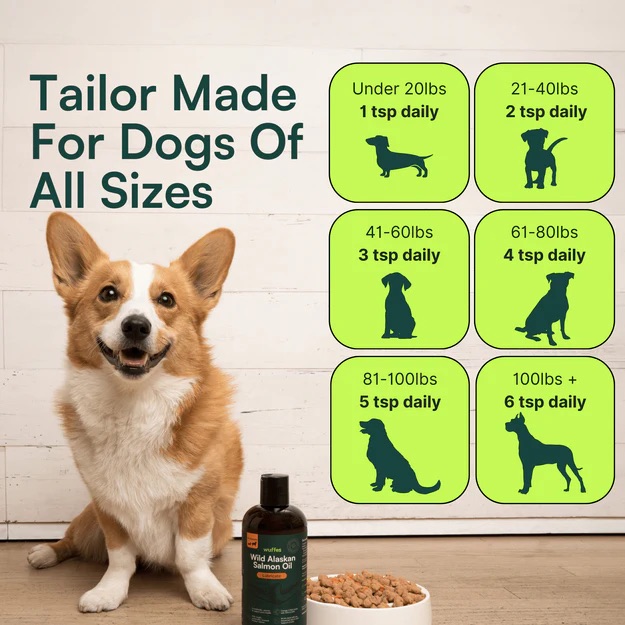 Tailor Made
For Dogs Of
All Sizes
Under 20lbs
1 tsp daily
21-40lbs
2 tsp daily
41-60lbs
3 tsp daily
61-80lbs
4 tsp daily
81-100lbs
5 tsp daily
100lbs +
6 tsp daily
wuffes
Wild Alaskan
Salmon Oil